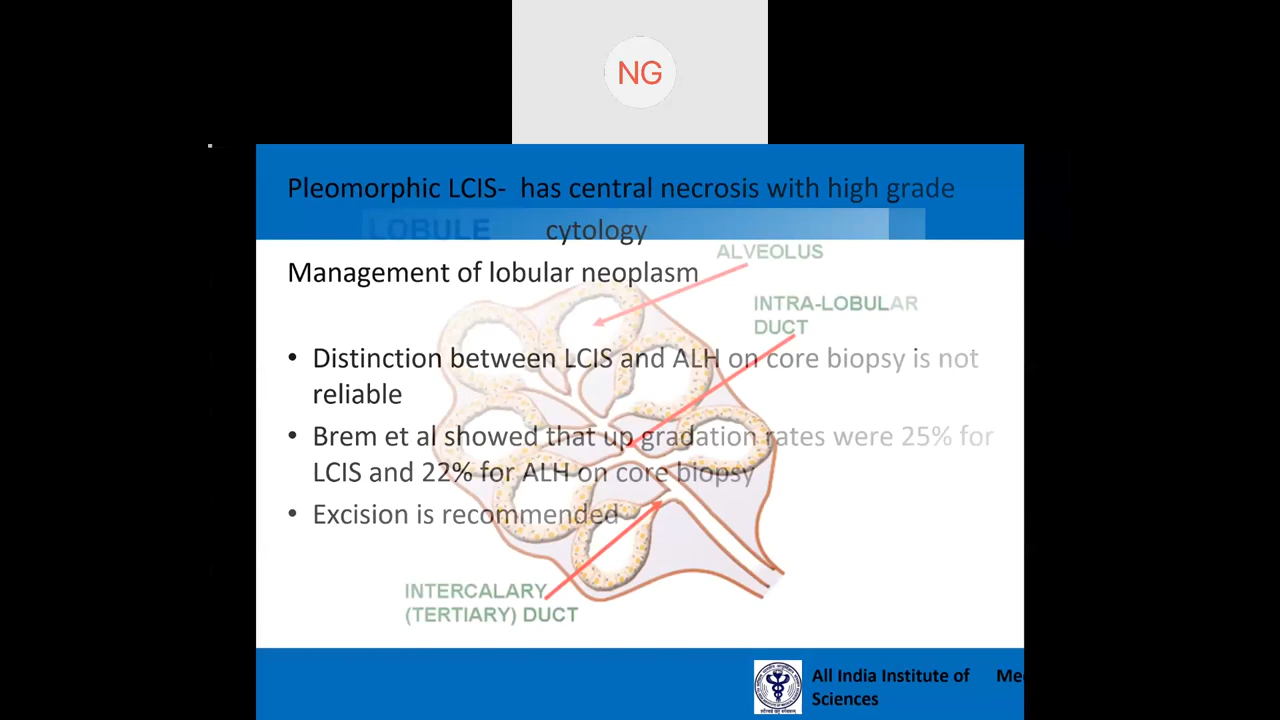 NG
Pleomorphic LCIS- has central necrosis with high grade
LOBULE
cytology
ALVEOLUS
Management of lobular neoplasm
INTRA-LOBULAR
DUCT
• Distinction between LCIS and ALH on core biopsy is not
reliable
• Brem et al showed that up gradation rates were 25% for
LCIS and 22% for ALH on core biopsy
• Excision is recommended
INTERCALARY
(TERTIARY) DUCT
All India Institute of Me
Sciences